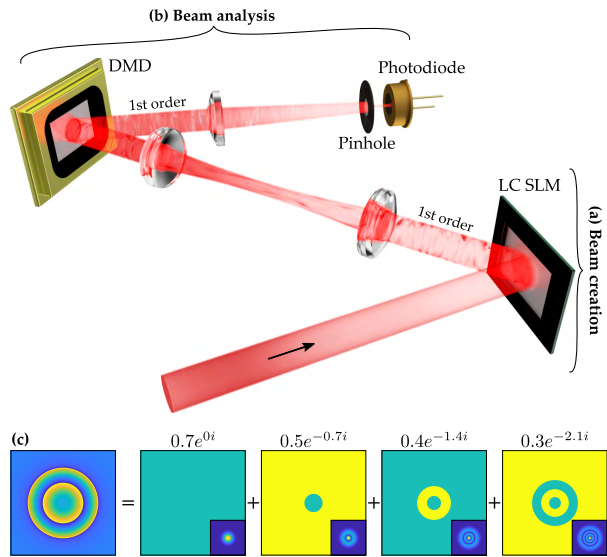 (b) Beam analysis
DMD
Photodiode
1st order
Pinhole
LC SLM
1st order
(a) Beam creation
(c)
0.7e^{0i} 0.5e^{-0.7i} 0.4e^{-1.4i} 0.3e^{-2.1i}
= + + +